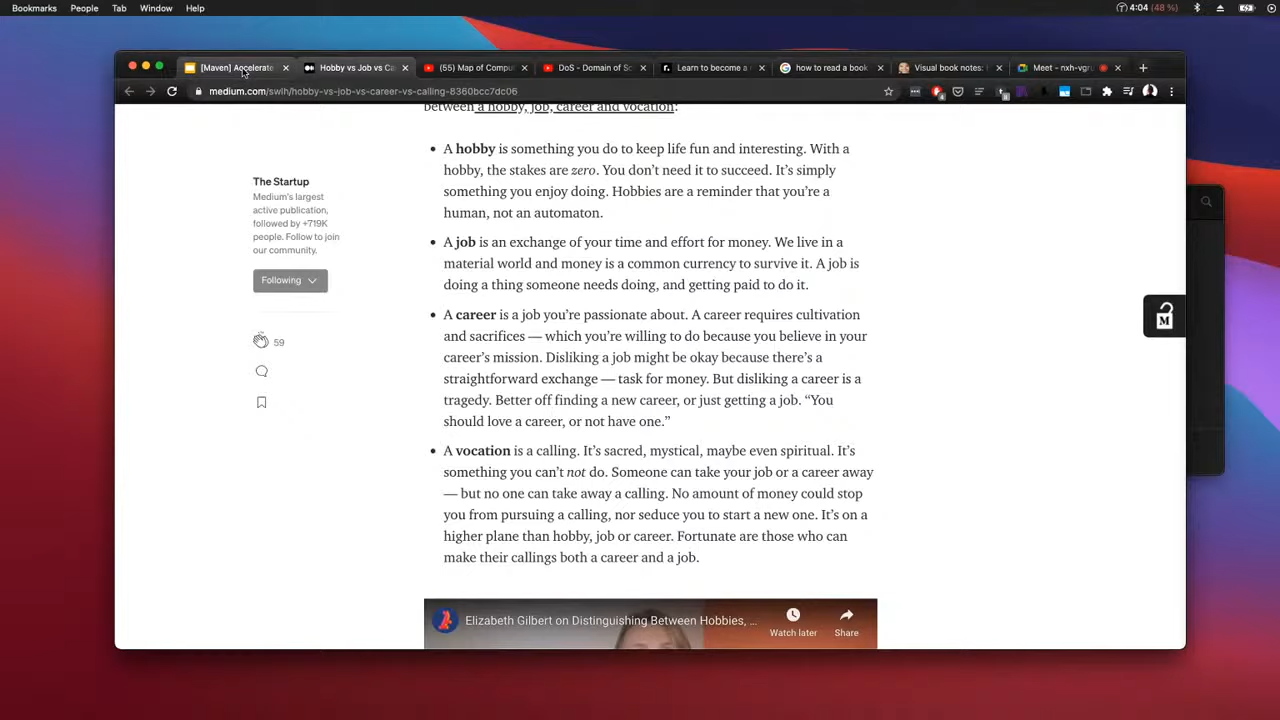 Bookmarks People Tab Window Help
4:04 (48 %)
[Maven] Accelerate
Hobby vs Job vs Ca
(55) Map of Compu
DoS - Domain of Sc
Learn to become a
how to read a book
Visual book notes:
Meet – nxh-vgru
medium.com/swlh/hobby-vs-job-vs-career-vs-calling-8360bcc7dc06
between a hobby, job, career and vocation:
The Startup
Medium's largest
active publication,
followed by +719K
people. Follow to join
our community.
Following
59
• A hobby is something you do to keep life fun and interesting. With a
hobby, the stakes are zero. You don't need it to succeed. It's simply
something you enjoy doing. Hobbies are a reminder that you're a
human, not an automaton.
• A job is an exchange of your time and effort for money. We live in a
material world and money is a common currency to survive it. A job is
doing a thing someone needs doing, and getting paid to do it.
• A career is a job you're passionate about. A career requires cultivation
and sacrifices — which you're willing to do because you believe in your
career's mission. Disliking a job might be okay because there's a
straightforward exchange — task for money. But disliking a career is a
tragedy. Better off finding a new career, or just getting a job. “You
should love a career, or not have one.”
• A vocation is a calling. It's sacred, mystical, maybe even spiritual. It's
something you can't not do. Someone can take your job or a career away
— but no one can take away a calling. No amount of money could stop
you from pursuing a calling, nor seduce you to start a new one. It's on a
higher plane than hobby, job or career. Fortunate are those who can
make their callings both a career and a job.
Elizabeth Gilbert on Distinguishing Between Hobbies, ...
Watch later
Share
M